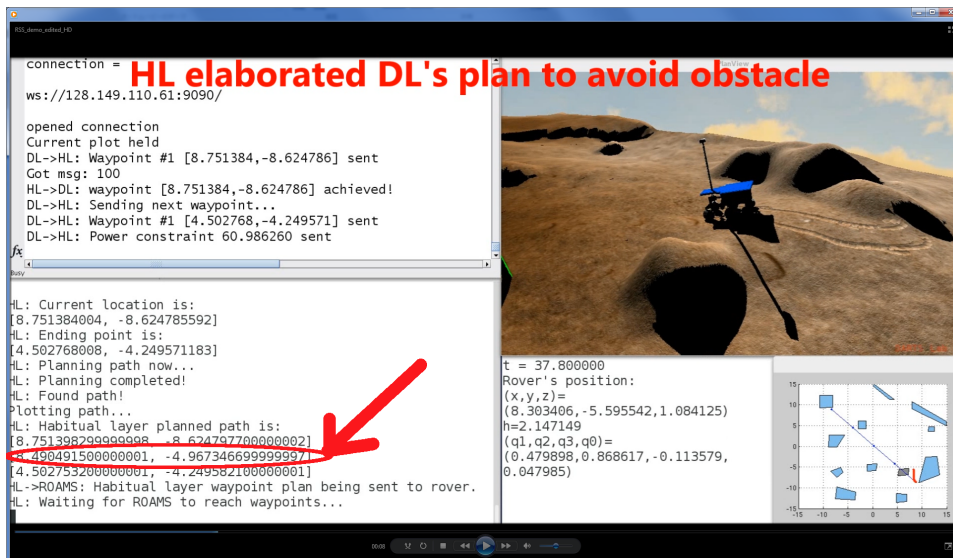 RSS_demo_edited_HD
HL elaborated DL's plan to avoid obstacle
connection =
ws://128.149.110.61:9090/
opened connection
Current plot held
DL->HL: Waypoint #1 [8.751384,-8.624786] sent
Got msg: 100
HL->DL: waypoint [8.751384,-8.624786] achieved!
DL->HL: Sending next waypoint...
DL->HL: Waypoint #1 [4.502768,-4.249571] sent
DL->HL: Power constraint 60.986260 sent
fx
Busy
PlanView
HL: Current location is:
[8.751384004, -8.624785592]
HL: Ending point is:
[4.502768008, -4.249571183]
HL: Planning path now...
HL: Planning completed!
HL: Found path!
Plotting path...
HL: Habitual layer planned path is:
[8.751398299999998, -8.624797700000002]
[8.490491500000001, -4.967346699999997]
[4.502753200000001, -4.249582100000001]
HL->ROAMS: Habitual layer waypoint plan being sent to rover.
HL: Waiting for ROAMS to reach waypoints...
t = 37.800000
Rover's position:
(x,y,z)=
(8.303406,-5.595542,1.084125)
h=2.147149
(q1,q2,q3,q0)=
(0.479898,0.868617,-0.113579,
0.047985)
15
10
5
0
-5
-10
-15
-15 -10 -5 0 5 10 15
00:08